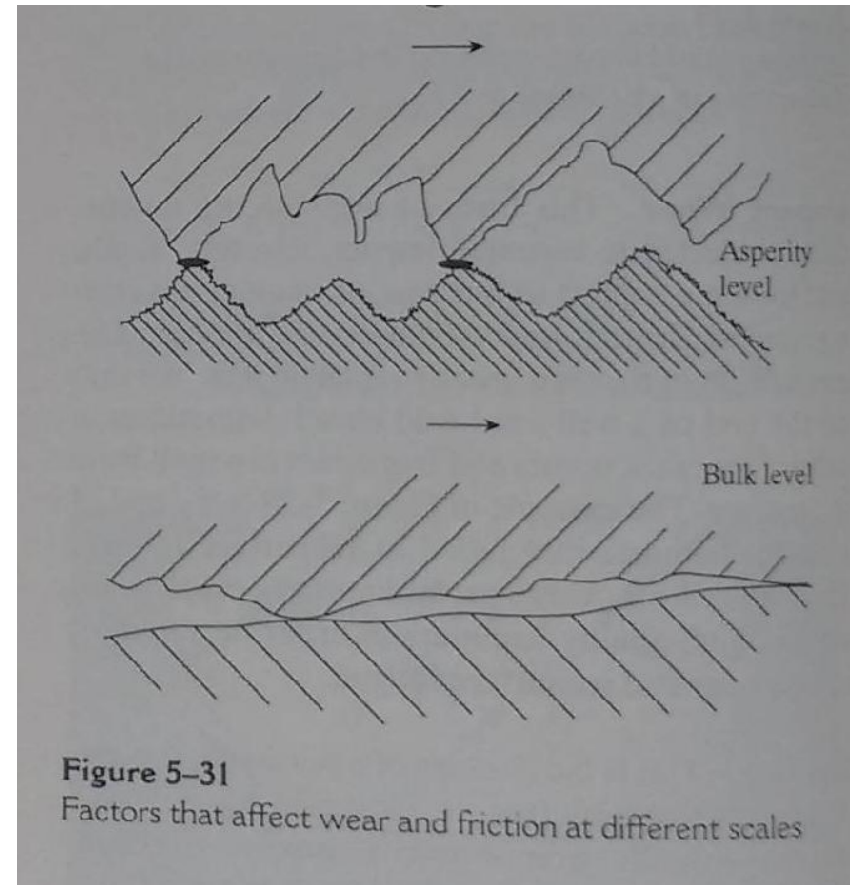 Asperity
level
Bulk level
Figure 5–31
Factors that affect wear and friction at different scales